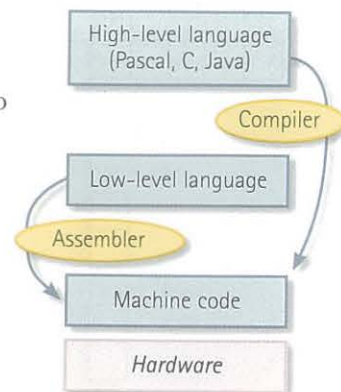 High-level language
(Pascal, C, Java)
Compiler
Low-level language
Assembler
Machine code
Hardware